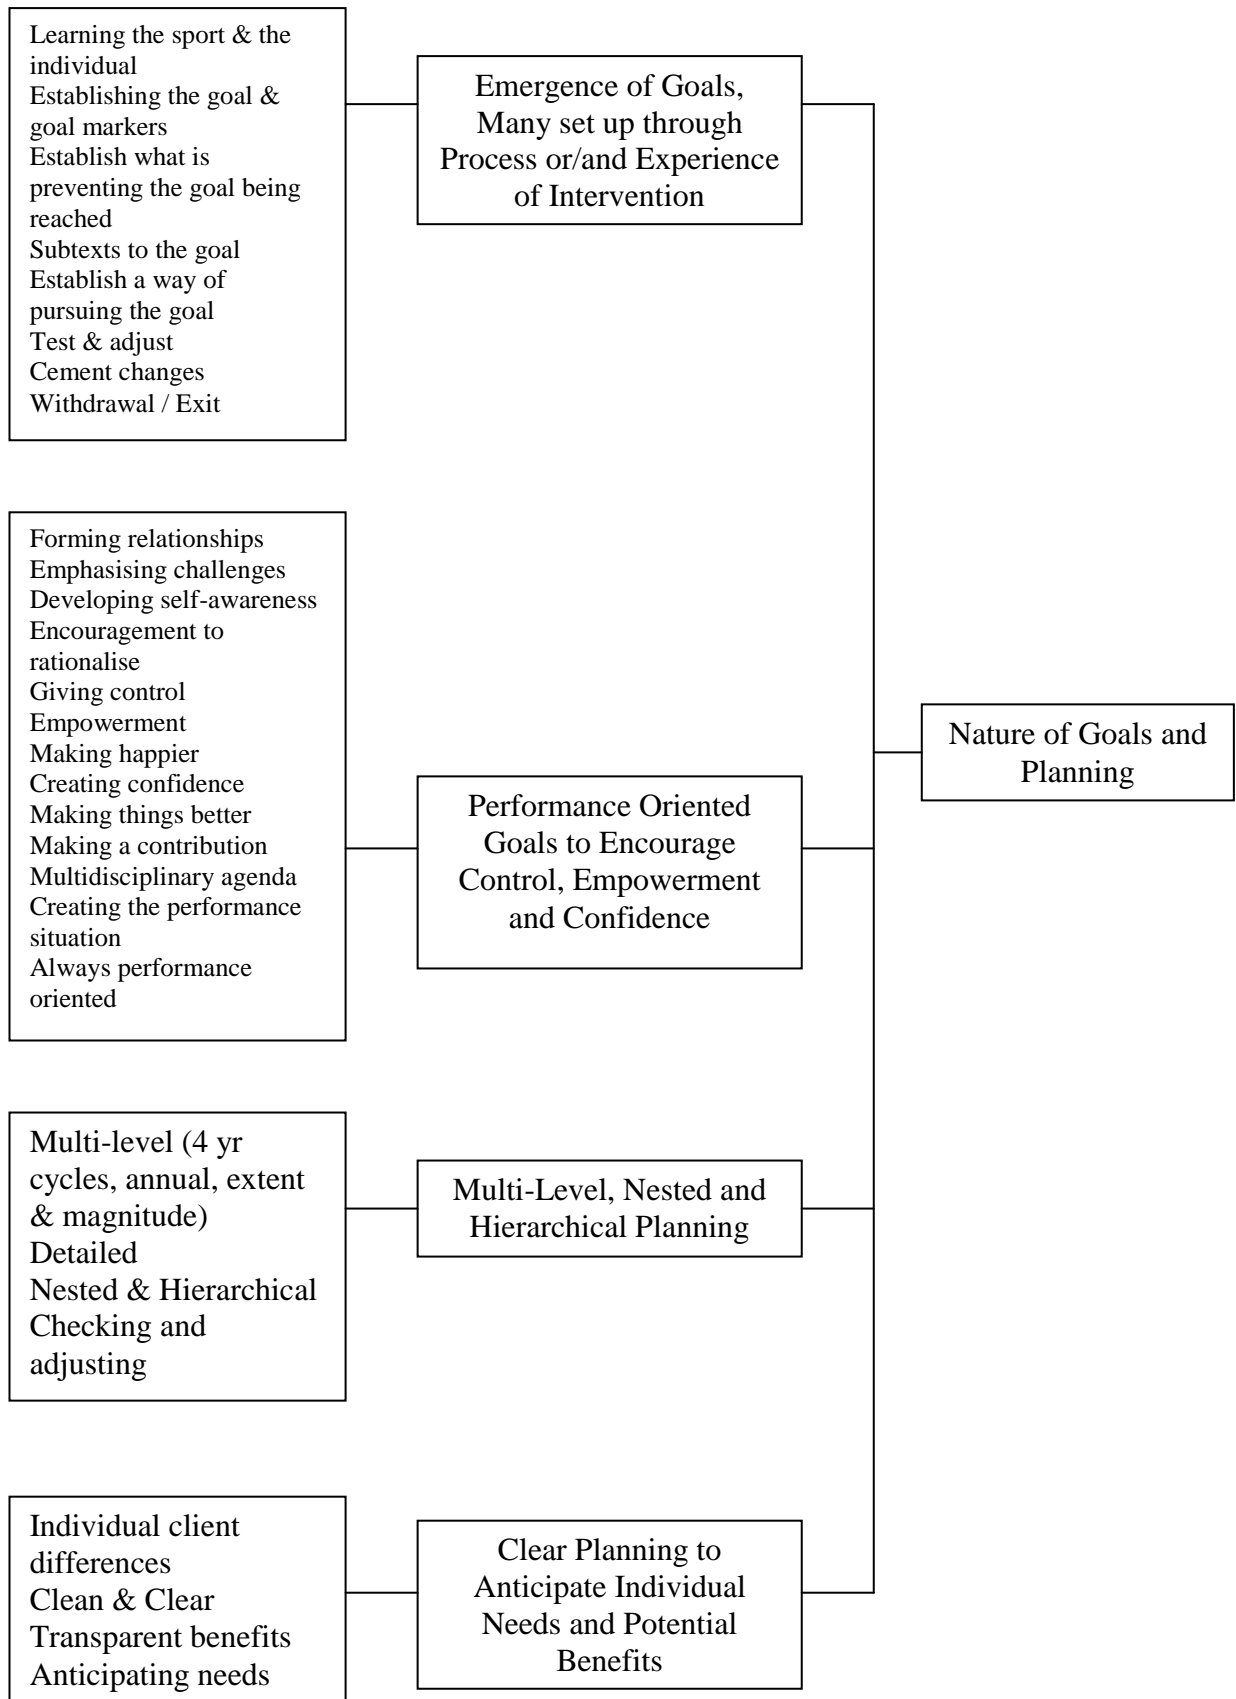 Learning the sport & the
individual
Establishing the goal &
goal markers
Establish what is
preventing the goal being
reached
Subtexts to the goal
Establish a way of
pursuing the goal
Test & adjust
Cement changes
Withdrawal / Exit
Emergence of Goals,
Many set up through
Process or/and Experience
of Intervention
Forming relationships
Emphasising challenges
Developing self-awareness
Encouragement to
rationalise
Giving control
Empowerment
Making happier
Creating confidence
Making things better
Making a contribution
Multidisciplinary agenda
Creating the performance
situation
Always performance
oriented
Performance Oriented
Goals to Encourage
Control, Empowerment
and Confidence
Nature of Goals and
Planning
Multi-level (4 yr
cycles, annual, extent
& magnitude)
Detailed
Nested & Hierarchical
Checking and
adjusting
Multi-Level, Nested and
Hierarchical Planning
Individual client
differences
Clean & Clear
Transparent benefits
Anticipating needs
Clear Planning to
Anticipate Individual
Needs and Potential
Benefits